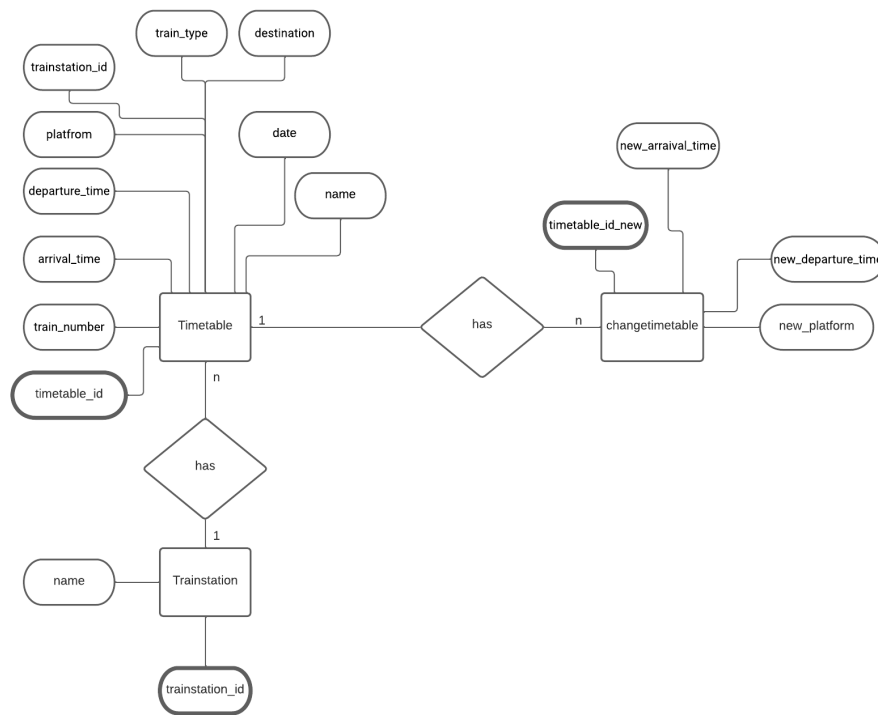 train_type
destination
trainstation_id
platfrom
date
new_arraival_time
departure_time
name
timetable_id_new
arrival_time
new_departure_time
train_number
Timetable
1
has
n
changetimetable
new_platform
n
timetable_id
has
1
name
Trainstation
trainstation_id